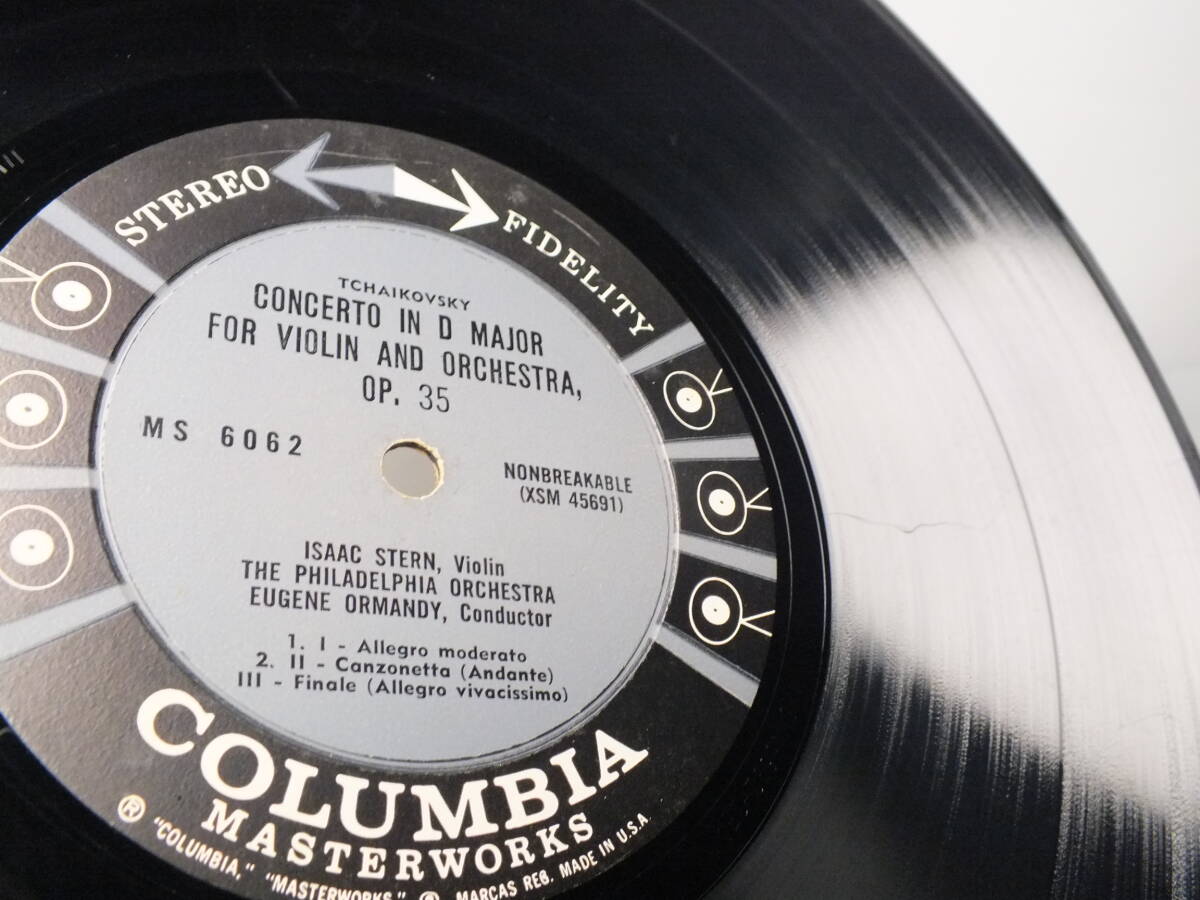 STEREO FIDELITY
TCHAIKOVSKY
CONCERTO IN D MAJOR
FOR VIOLIN AND ORCHESTRA,
OP. 35
MS 6062
NONBREAKABLE
(XSM 45691)
ISAAC STERN, Violin
THE PHILADELPHIA ORCHESTRA
EUGENE ORMANDY, Conductor
1. I - Allegro moderato
2. II - Canzonetta (Andante)
III - Finale (Allegro vivacissimo)
COLUMBIA
MASTERWORKS
® "COLUMBIA," "MASTERWORKS," ® MARCAS REG. MADE IN U.S.A.